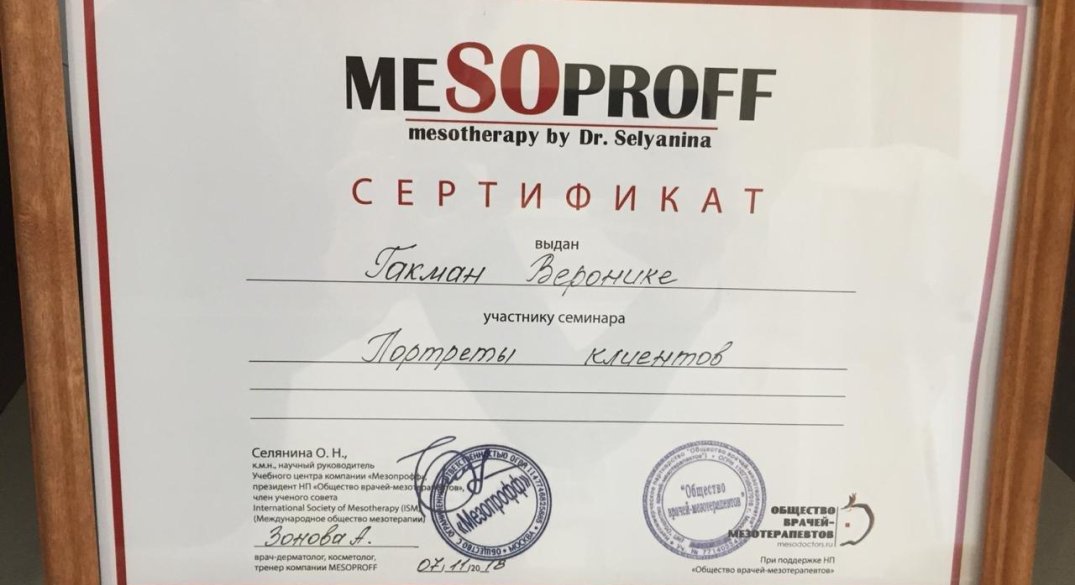 MESOPROFF
mesotherapy by Dr. Selyanina
СЕРТИФИКАТ
выдан
Гакман Веронике
участнику семинара
Портреты клиентов
Селянина О. Н.,
к.м.н., научный руководитель
Учебного центра компании «Мезопрофф»,
президент НП «Общество врачей-мезотерапевтов»,
член ученого совета
International Society of Mesotherapy (ISM)
(Международное общество мезотерапии)
Зонова А.
врач-дерматолог, косметолог,
тренер компании MESOPROFF
07.11.2018
«Мезопрофф»
"Общество
врачей-мезотерапевтов"
ОБЩЕСТВО
ВРАЧЕЙ-
МЕЗОТЕРАПЕВТОВ
mesodoctors.ru
При поддержке НП
«Общество врачей-мезотерапевтов»